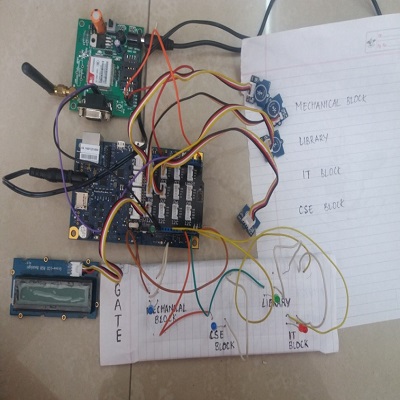 MECHANICAL BLOCK
LIBRARY
IT BLOCK
CSE BLOCK
GATE
MECHANICAL
BLOCK
CSE
BLOCK
LIBRARY
IT
BLOCK